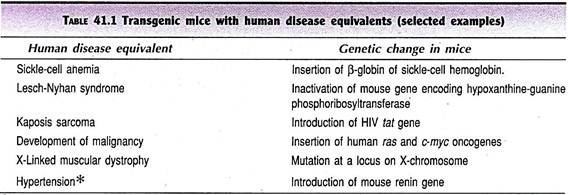 TABLE 41.1 Transgenic mice with human disease equivalents (selected examples)
Human disease equivalent Genetic change in mice
Sickle-cell anemia Insertion of β-globin of sickle-cell hemoglobin.
Lesch-Nyhan syndrome Inactivation of mouse gene encoding hypoxanthine-guanine
phosphoribosyltransferase
Kaposis sarcoma Introduction of HIV tat gene
Development of malignancy Insertion of human ras and c-myc oncogenes
X-Linked muscular dystrophy Mutation at a locus on X-chromosome
Hypertension* Introduction of mouse renin gene